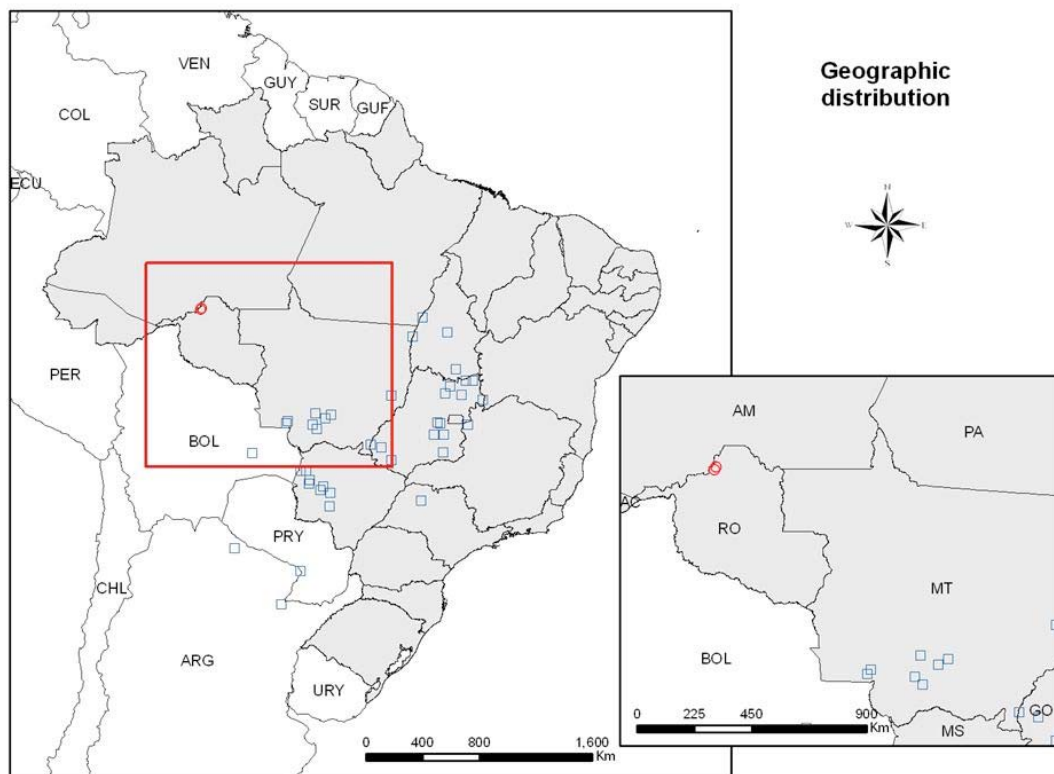 Geographic
distribution
N
W E
S
VEN
GUY
SUR
GUF
COL
ECU
PER
BOL
PRY
CHL
ARG
URY
0 400 800 1,600
Km
AM
PA
AC
RO
MT
BOL
GO
MS
0 225 450 900
Km